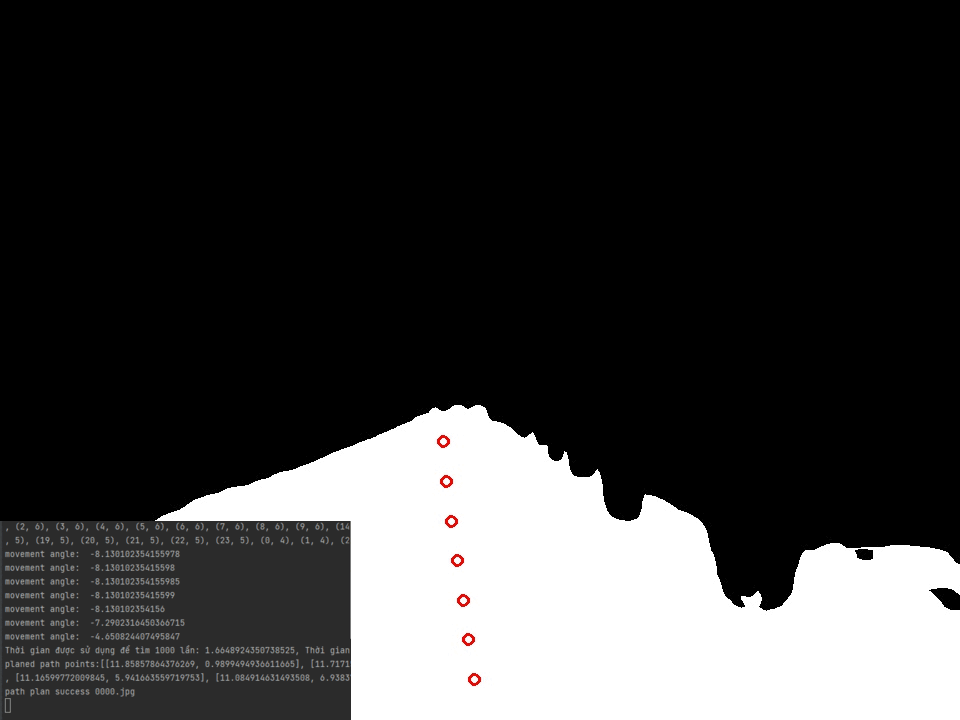 , (2, 6), (3, 6), (4, 6), (5, 6), (6, 6), (7, 6), (8, 6), (9, 6), (14
, 5), (19, 5), (20, 5), (21, 5), (22, 5), (23, 5), (0, 4), (1, 4), (2
movement angle:  -8.130102354155978
movement angle:  -8.13010235415598
movement angle:  -8.130102354155985
movement angle:  -8.13010235415599
movement angle:  -8.130102354156
movement angle:  -7.2902316450366715
movement angle:  -4.650824407495847
Thời gian được sử dụng để tìm 1000 lần: 1.6648924350738525, Thời gian
planed path points:[[11.85857864376269, 0.9899494936611665], [11.7171
, [11.16599772009845, 5.941663559719753], [11.084914631493508, 6.9383
path plan success 0000.jpg